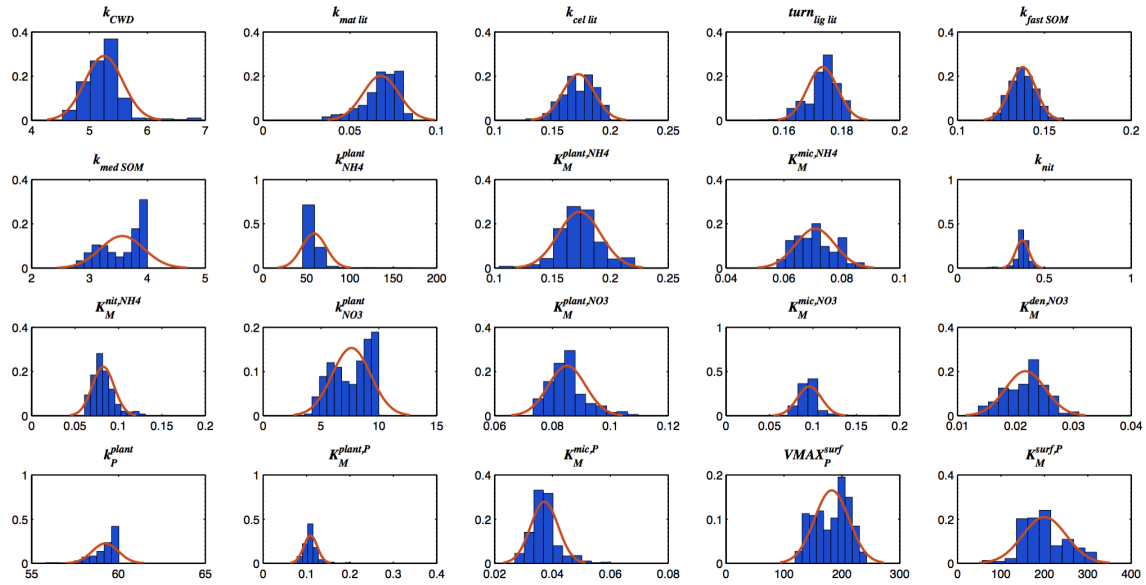 k_CWD k_mat lit k_cel lit turn_lig lit k_fast SOM
0.4 0.4 0.4 0.4 0.4
0.2 0.2 0.2 0.2 0.2
0 0 0 0 0
4 5 6 7 0 0.05 0.1 0.1 0.15 0.2 0.25 0.16 0.18 0.2 0.1 0.15 0.2
k_med SOM k_NH4^plant K_M^plant,NH4 K_M^mic,NH4 k_nit
0.4 1 0.4 0.4 1
0.2 0.5 0.2 0.2 0.5
0 0 0 0 0
2 3 4 5 0 50 100 150 200 0.1 0.15 0.2 0.25 0.04 0.06 0.08 0.1 0 0.5 1
K_M^nit,NH4 k_NO3^plant K_M^plant,NO3 K_M^mic,NO3 K_M^den,NO3
0.4 0.2 0.4 1 0.4
0.2 0.1 0.2 0.5 0.2
0 0 0 0 0
0 0.05 0.1 0.15 0.2 0 5 10 15 0.06 0.08 0.1 0.12 0 0.05 0.1 0.15 0.2 0.01 0.02 0.03 0.04
k_P^plant K_M^plant,P K_M^mic,P VMAX_P^surf K_M^surf,P
1 1 0.4 0.2 0.4
0.5 0.5 0.2 0.1 0.2
0 0 0 0 0
55 60 65 0 0.1 0.2 0.3 0.4 0.02 0.04 0.06 0.08 0 100 200 300 0 100 200 300 400